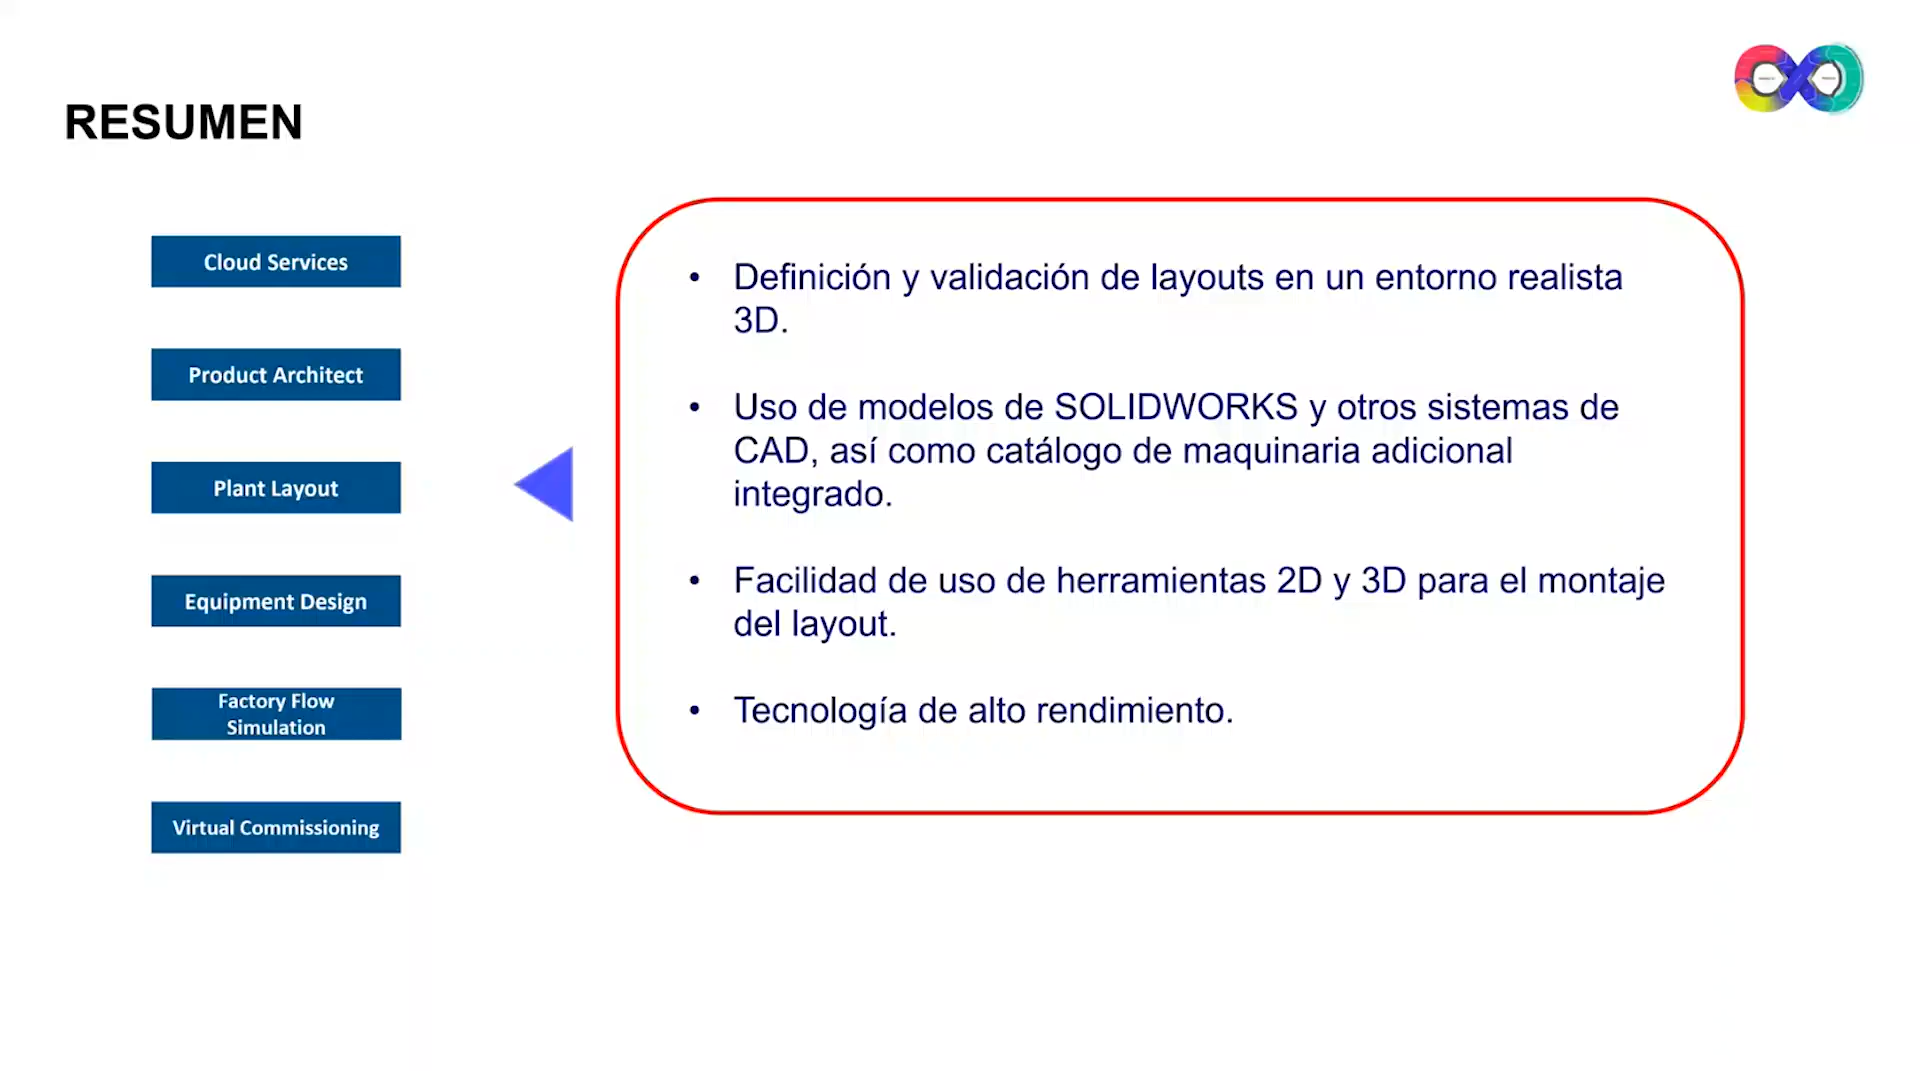 RESUMEN
Cloud Services
Product Architect
Plant Layout
Equipment Design
Factory Flow
Simulation
Virtual Commissioning
• Definición y validación de layouts en un entorno realista
3D.
• Uso de modelos de SOLIDWORKS y otros sistemas de
CAD, así como catálogo de maquinaria adicional
integrado.
• Facilidad de uso de herramientas 2D y 3D para el montaje
del layout.
• Tecnología de alto rendimiento.